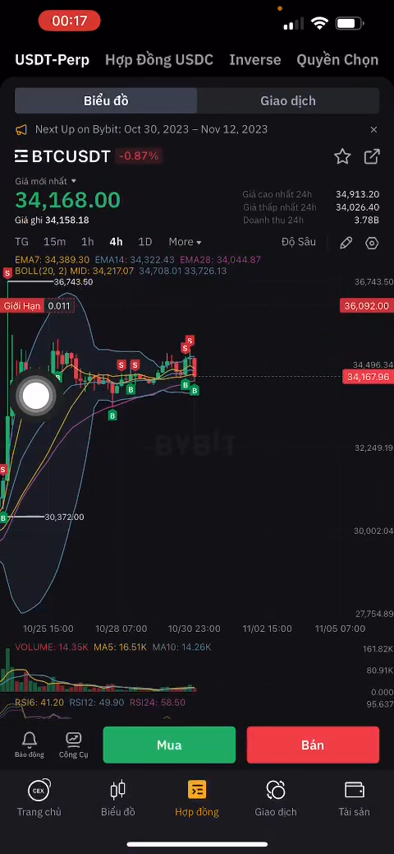 00:17
USDT-Perp Hợp Đồng USDC Inverse Quyền Chọn
Biểu đồ Giao dịch
Next Up on Bybit: Oct 30, 2023 – Nov 12, 2023 ×
BTCUSDT -0.87%
Giá mới nhất
34,168.00
Giá ghi 34,158.18
Giá cao nhất 24h 34,913.20
Giá thấp nhất 24h 34,026.40
Doanh thu 24h 3.78B
TG 15m 1h 4h 1D More Độ Sâu
EMA7: 34,389.30 EMA14: 34,322.43 EMA28: 34,044.87
BOLL(20, 2) MID: 34,217.07 34,708.01 33,726.13
S 36,743.50 36,743.50
Giới Hạn 0.011 36,092.00
S
S 34,496.34
S S
B 34,167.96
B B B
B
BYBIT
32,249.19
S
B 30,372.00
30,002.04
27,754.89
10/25 15:00 10/28 07:00 10/30 23:00 11/02 15:00 11/05 07:00
VOLUME: 14.35K MA5: 16.51K MA10: 14.26K
161.82K
80.91K
0.000
RSI6: 41.20 RSI12: 49.90 RSI24: 58.50
95.637
Báo động Công Cụ Mua Bán
CEX
Trang chủ Biểu đồ Hợp đồng Giao dịch Tài sản